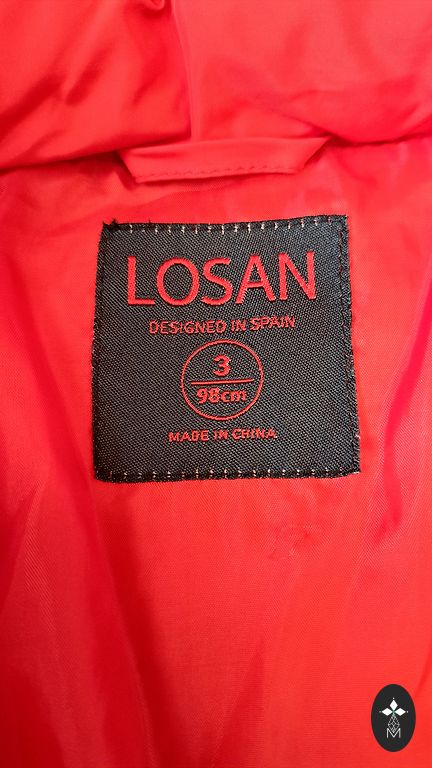 LOSAN
DESIGNED IN SPAIN
3
98cm
MADE IN CHINA
M